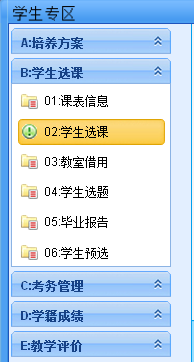 学生专区
A:培养方案
B:学生选课
01:课表信息
02:学生选课
03:教室借用
04:学生选题
05:毕业报告
06:学生预选
C:考务管理
D:学籍成绩
E:教学评价